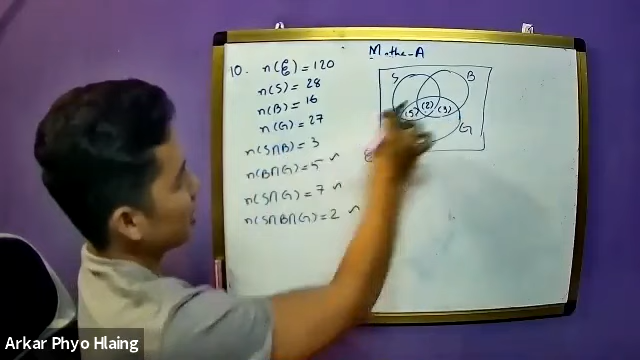 Maths-A
10. n(ξ) = 120
n(S) = 28
n(B) = 16
n(G) = 27
n(S∩B) = 3
n(B∩G) = 5 ✓
n(S∩G) = 7 ✓
n(S∩B∩G) = 2 ✓
S
B
(5) (2) (3)
G
Arkar Phyo Hlaing